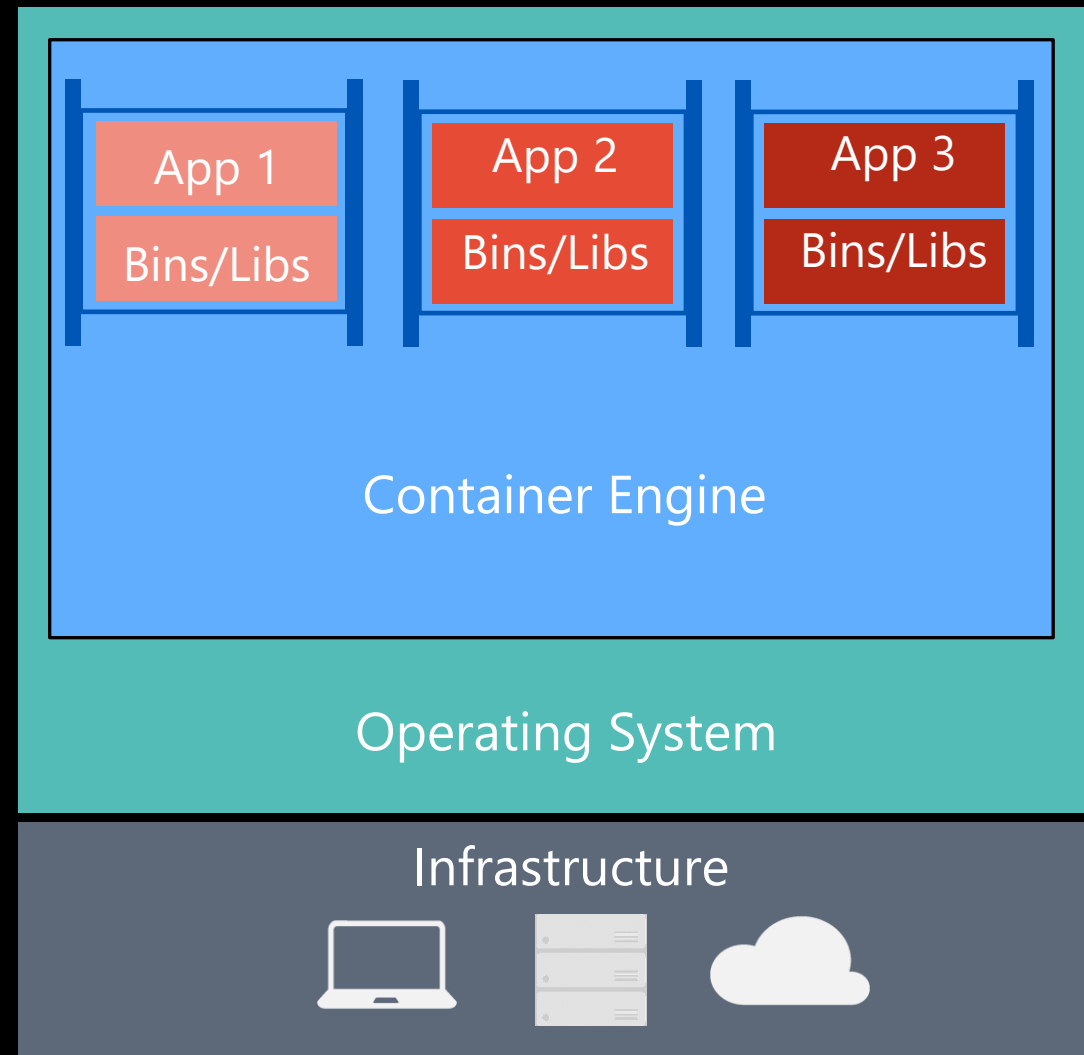 App 1
Bins/Libs
App 2
Bins/Libs
App 3
Bins/Libs
Container Engine
Operating System
Infrastructure